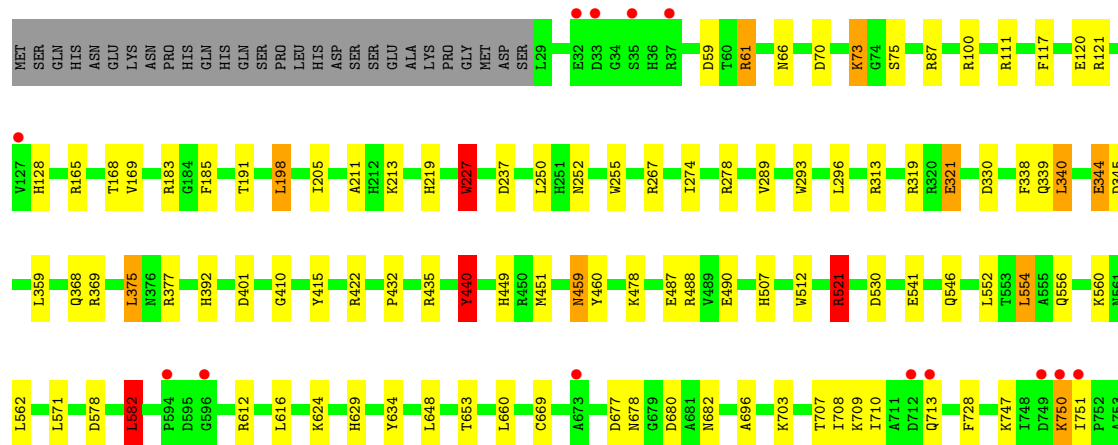 MET SER GLN HIS ASN GLU LYS ASN PRO HIS GLN HIS GLN SER PRO LEU HIS ASP SER SER GLU ALA LYS PRO GLY MET ASP SER L29 E32 D33 G34 S35 H36 R37 D59 T60 R61 N66 D70 K73 G74 S75 R87 R100 R111 F117 E120 R121
V127 H128 R165 T168 V169 R183 G184 F185 T191 L198 I205 A211 H212 K213 H219 W227 D237 L250 H251 N252 W255 R267 I274 R278 V289 W293 L296 R313 R319 R320 E321 D330 F338 Q339 L340 E344 D345
L359 Q368 R369 L375 N376 R377 H392 D401 G410 Y415 R422 P432 R435 Y440 H449 R450 M451 N459 Y460 K478 E487 R488 V489 E490 H507 W512 R521 D530 E541 Q546 L552 T553 L554 A555 Q556 K560 N561
L562 L571 D578 L582 P594 D595 G596 R612 L616 K624 H629 Y634 L648 T653 L660 C669 A673 D677 N678 G679 D680 A681 N682 A696 K703 T707 I708 K709 I710 A711 D712 Q713 F728 K747 I748 D749 K750 I751 P752 A753